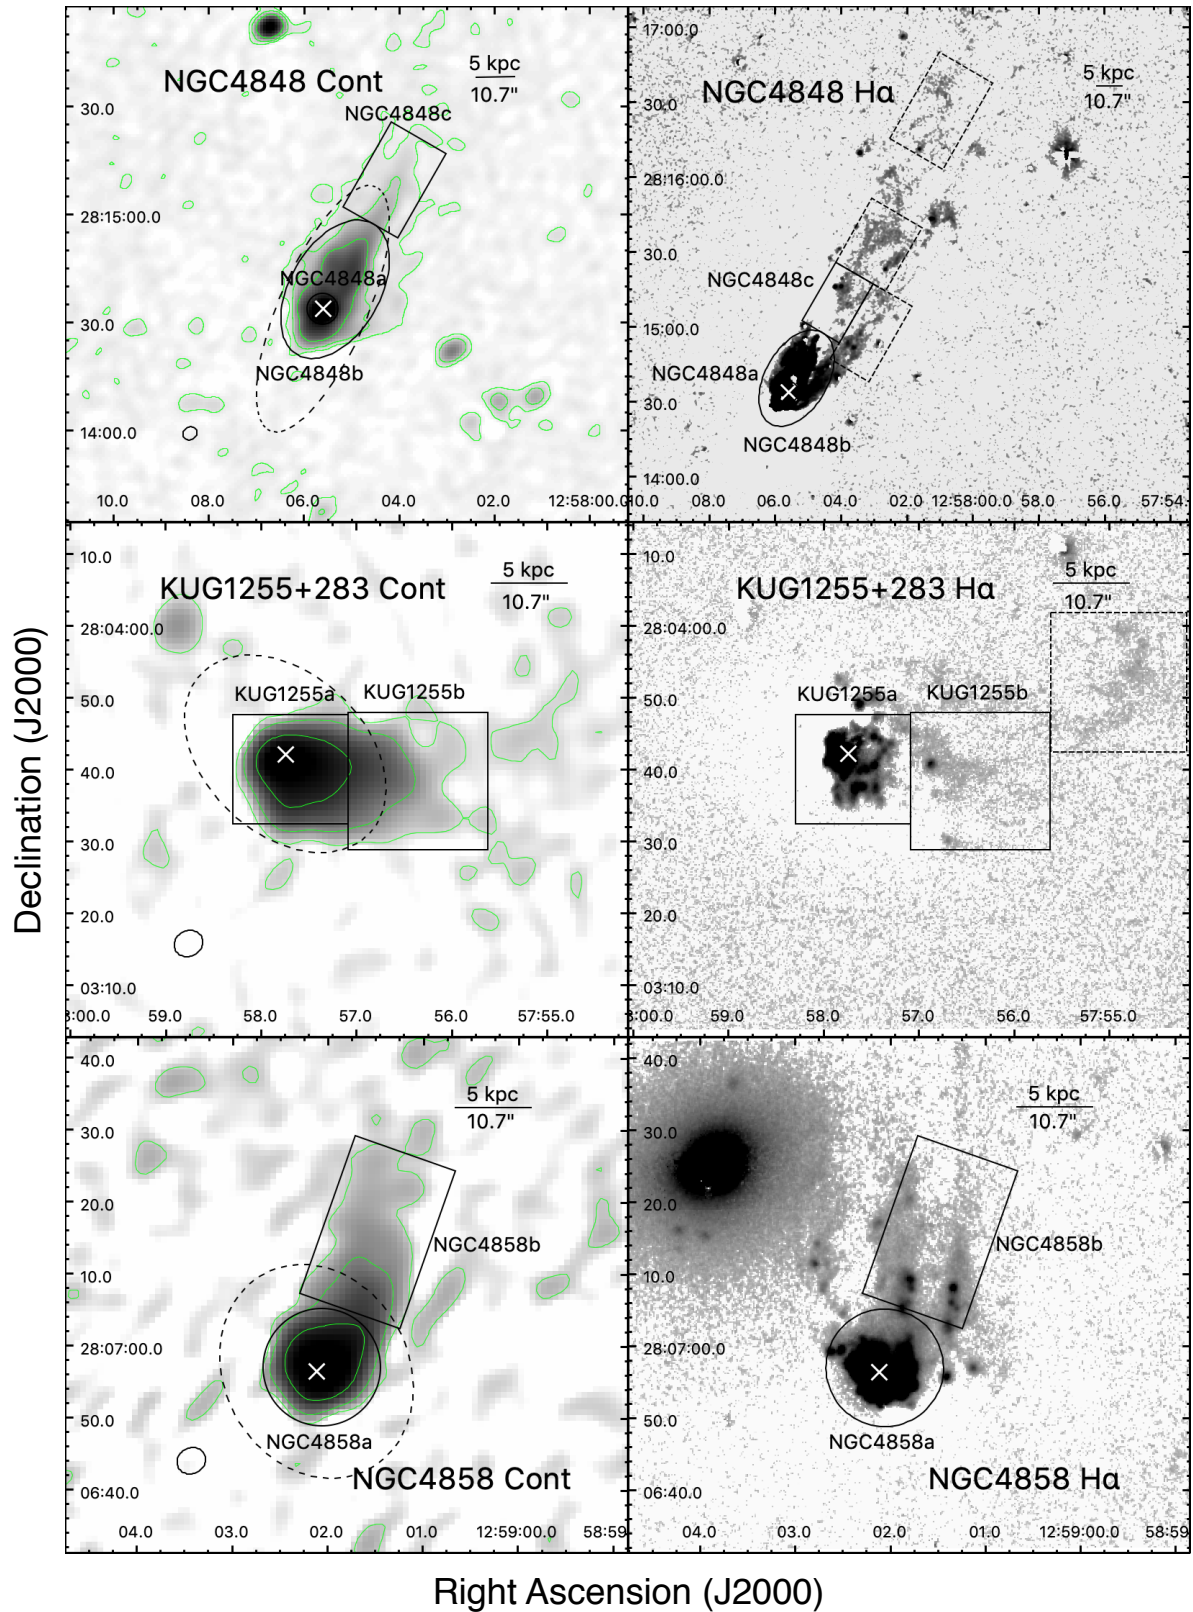 NGC4848 Cont
5 kpc
10.7"
NGC4848c
30.0
28:15:00.0
NGC4848a
30.0
NGC4848b
14:00.0
10.0 08.0 06.0 04.0 02.0 12:58:00.0
17:00.0
NGC4848 Hα
5 kpc
10.7"
30.0
28:16:00.0
30.0
NGC4848c
15:00.0
NGC4848a
30.0
NGC4848b
14:00.0
10.0 08.0 06.0 04.0 02.0 12:58:00.0 58.0 56.0 57:54
10.0
KUG1255+283 Cont
5 kpc
10.7"
28:04:00.0
50.0
KUG1255a
KUG1255b
40.0
30.0
20.0
03:10.0
3:00.0 59.0 58.0 57.0 56.0 57:55.0
10.0
KUG1255+283 Hα
5 kpc
10.7"
28:04:00.0
50.0
KUG1255a
KUG1255b
40.0
30.0
20.0
03:10.0
3:00.0 59.0 58.0 57.0 56.0 57:55.0
40.0
5 kpc
10.7"
30.0
20.0
NGC4858b
10.0
28:07:00.0
50.0
NGC4858a
NGC4858 Cont
06:40.0
04.0 03.0 02.0 01.0 12:59:00.0 58:59
40.0
5 kpc
10.7"
30.0
20.0
NGC4858b
10.0
28:07:00.0
50.0
NGC4858a
NGC4858 Hα
06:40.0
04.0 03.0 02.0 01.0 12:59:00.0 58:59
Declination (J2000)
Right Ascension (J2000)